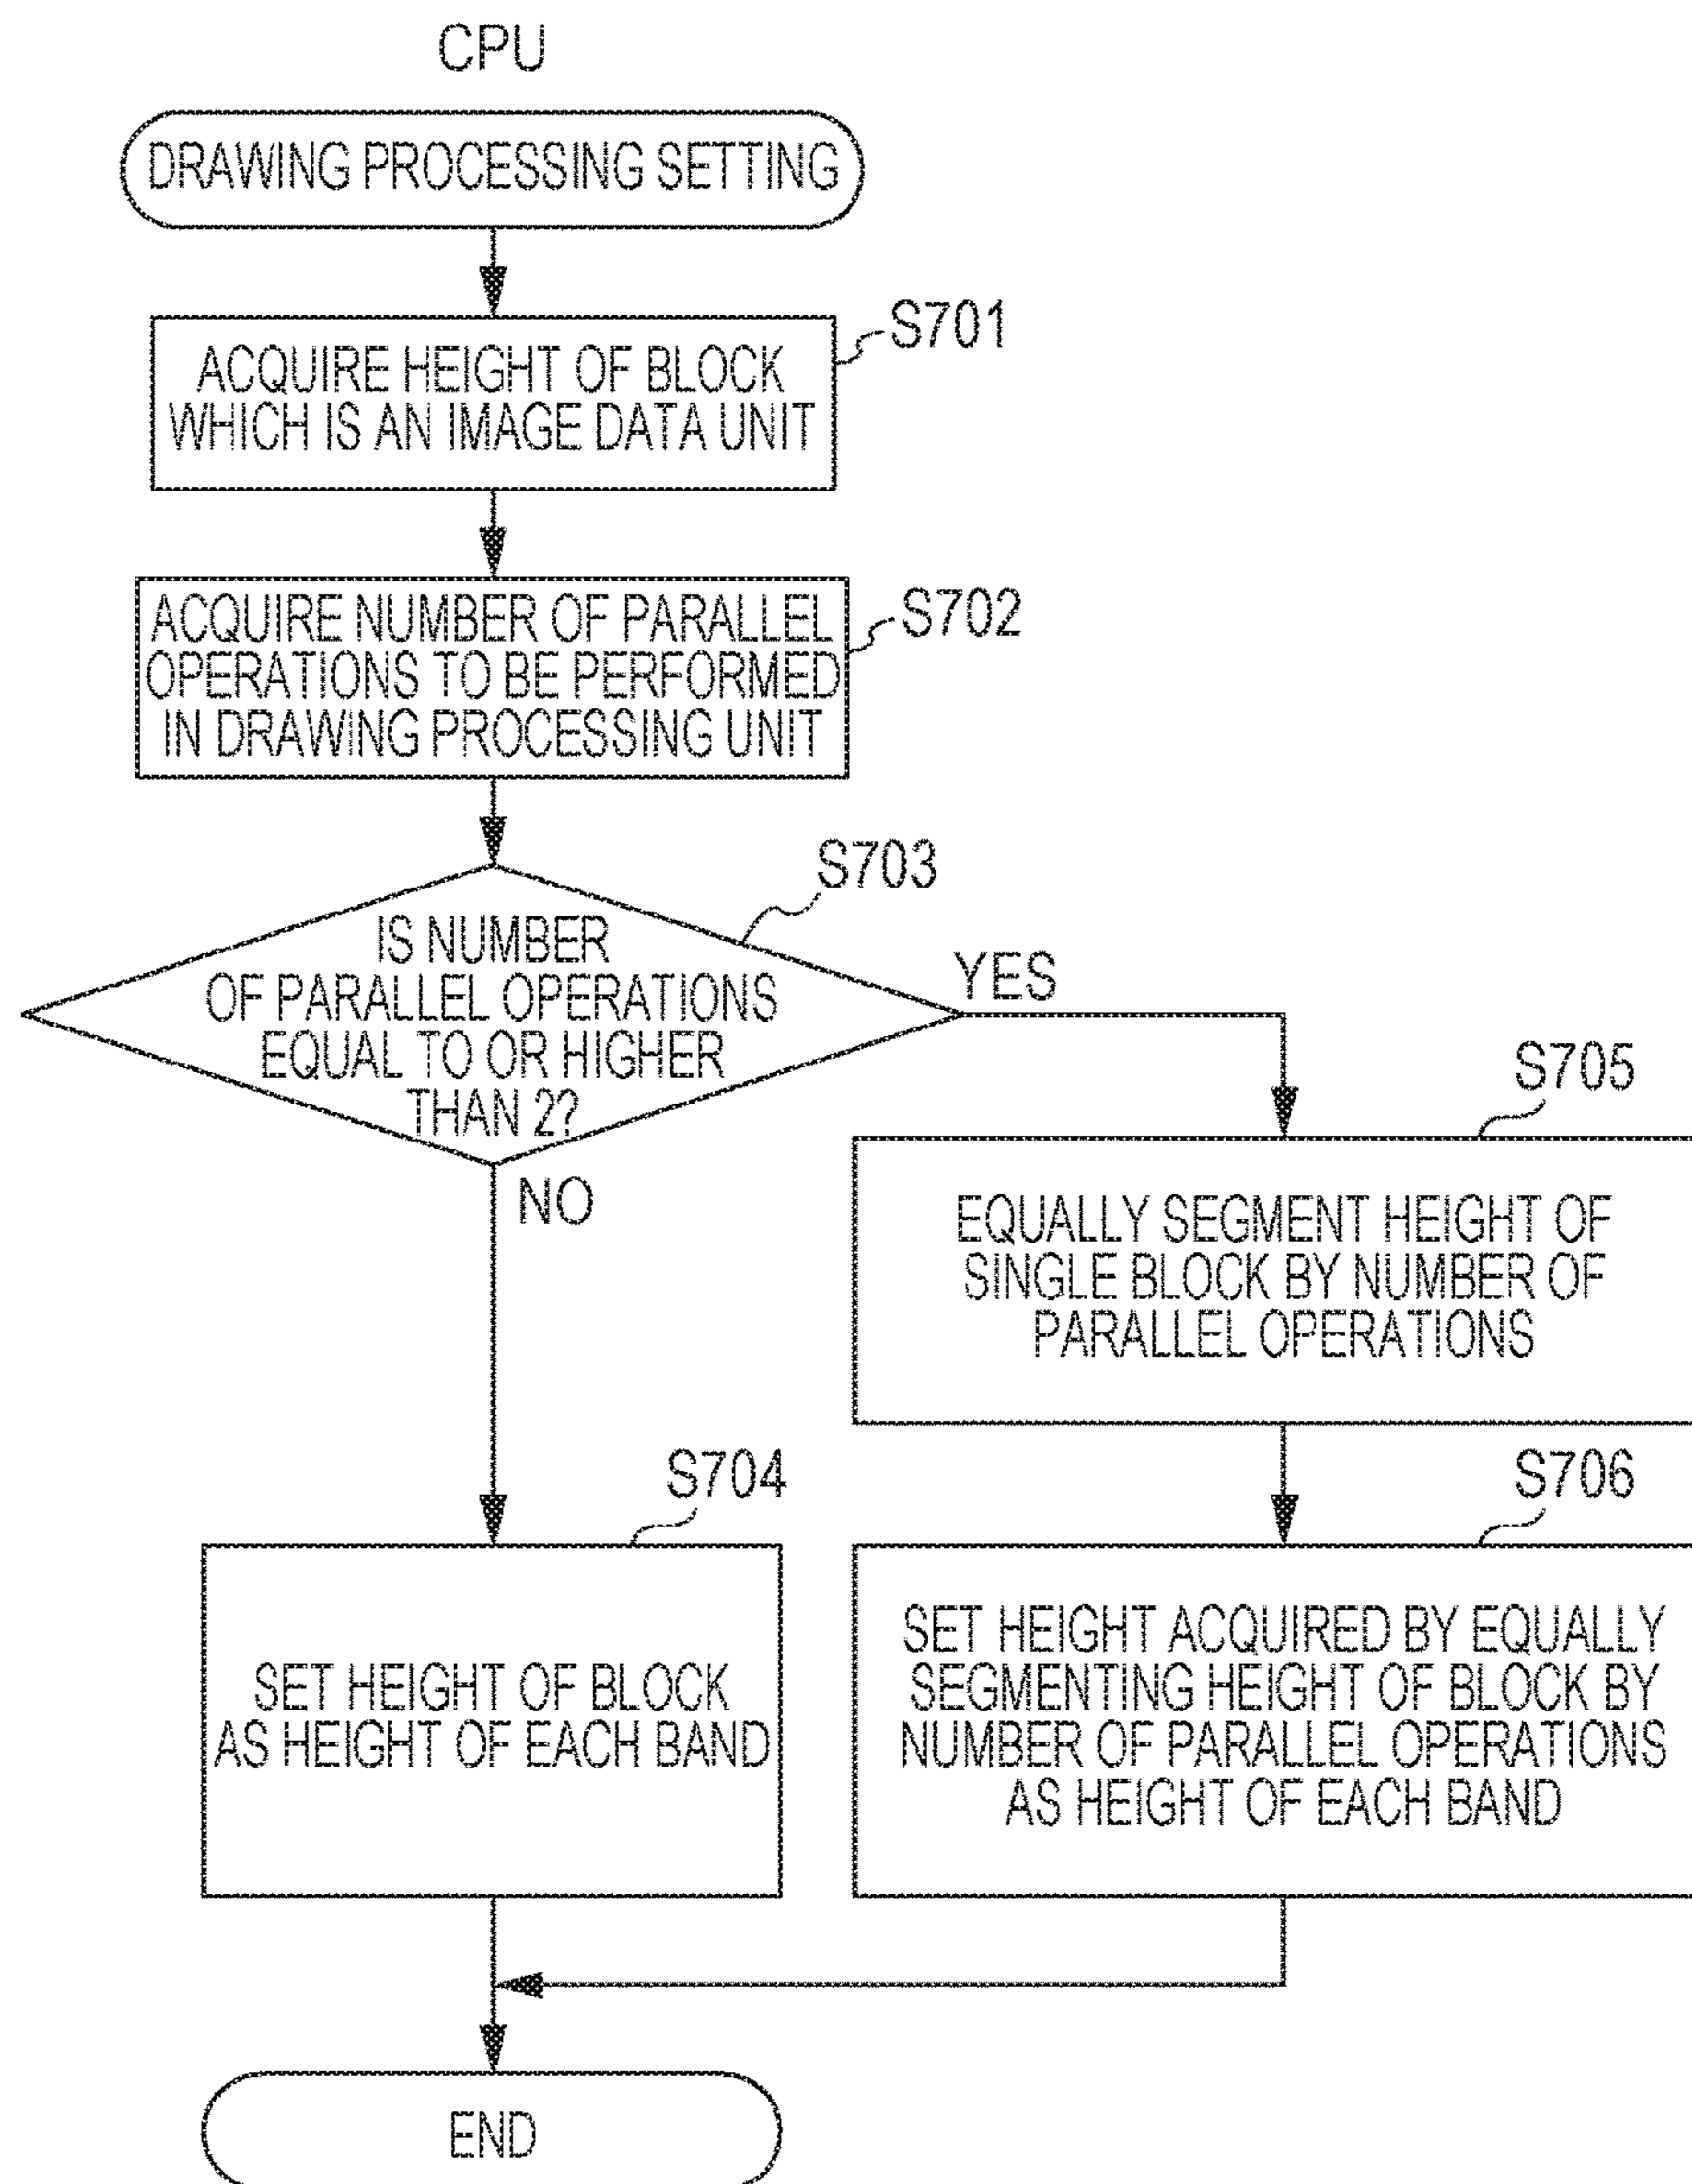 CPU
DRAWING PROCESSING SETTING
S701
ACQUIRE HEIGHT OF BLOCK
WHICH IS AN IMAGE DATA UNIT
S702
ACQUIRE NUMBER OF PARALLEL
OPERATIONS TO BE PERFORMED
IN DRAWING PROCESSING UNIT
S703
IS NUMBER
OF PARALLEL OPERATIONS
EQUAL TO OR HIGHER
THAN 2?
YES
NO
S705
EQUALLY SEGMENT HEIGHT OF
SINGLE BLOCK BY NUMBER OF
PARALLEL OPERATIONS
S704
SET HEIGHT OF BLOCK
AS HEIGHT OF EACH BAND
S706
SET HEIGHT ACQUIRED BY EQUALLY
SEGMENTING HEIGHT OF BLOCK BY
NUMBER OF PARALLEL OPERATIONS
AS HEIGHT OF EACH BAND
END